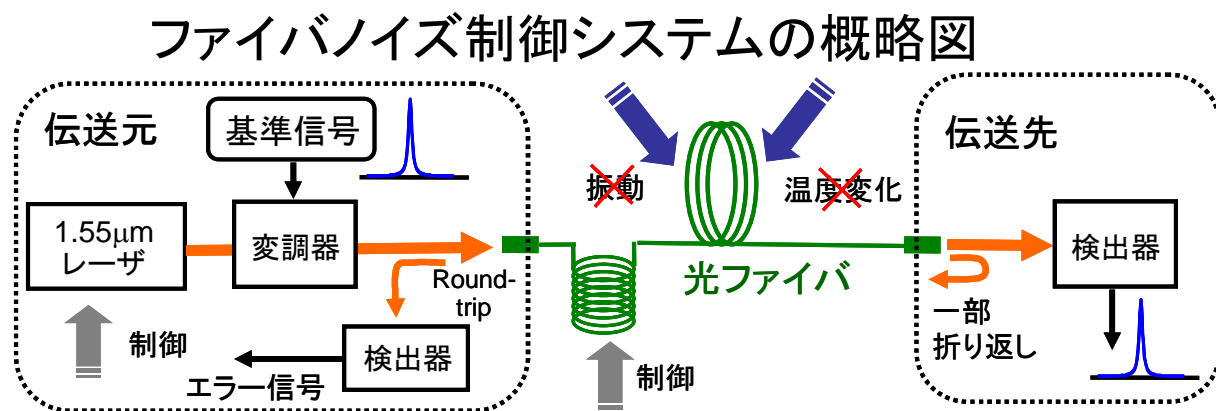 ファイバノイズ制御システムの概略図
伝送元
基準信号
1.55μm
レーザ
変調器
Round-
trip
検出器
制御
エラー信号
振動
温度変化
光ファイバ
制御
伝送先
検出器
一部
折り返し